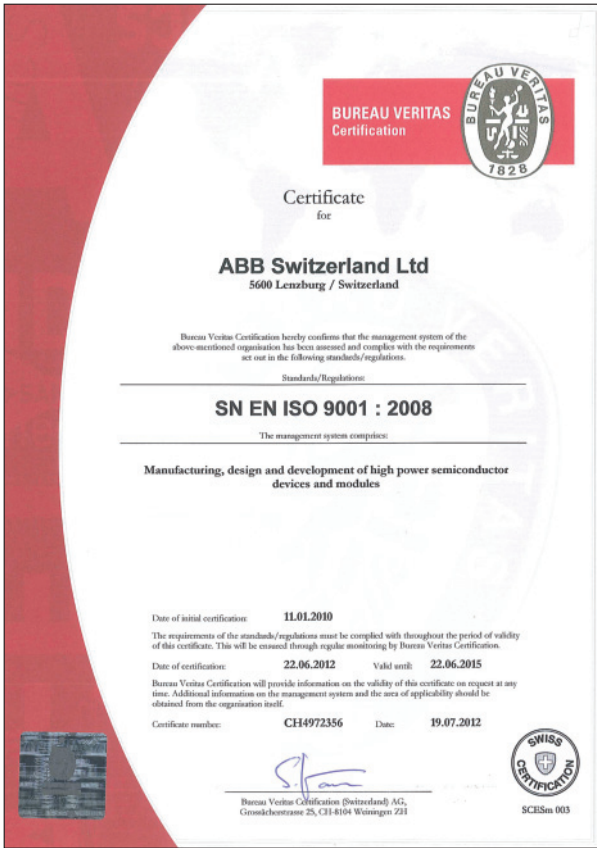 BUREAU VERITAS
Certification
BUREAU VERITAS
1828
Certificate
for
ABB Switzerland Ltd
5600 Lenzburg / Switzerland
Bureau Veritas Certification hereby confirms that the management system of the
above-mentioned organisation has been assessed and complies with the requirements
set out in the following standards/regulations.
Standards/Regulations:
SN EN ISO 9001 : 2008
The management system comprises:
Manufacturing, design and development of high power semiconductor
devices and modules
Date of initial certification: 11.01.2010
The requirements of the standards/regulations must be complied with throughout the period of validity
of this certificate. This will be ensured through regular monitoring by Bureau Veritas Certification.
Date of certification: 22.06.2012 Valid until: 22.06.2015
Bureau Veritas Certification will provide information on the validity of this certificate on request at any
time. Additional information on the management system and the area of applicability should be
obtained from the organisation itself.
Certificate number: CH4972356 Date: 19.07.2012
Bureau Veritas Certification (Switzerland) AG,
Grossächerstrasse 25, CH-8104 Weiningen ZH
SWISS
CERTIFICATION
SCESm 003